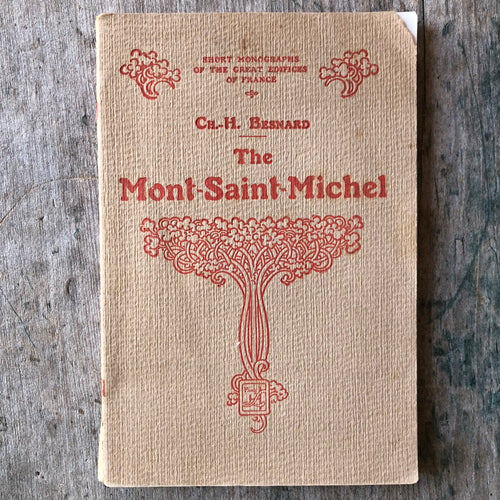 SHORT MONOGRAPHS
OF THE GREAT EDIFICES
OF FRANCE
CH.-H. BESNARD
The
Mont-Saint-Michel